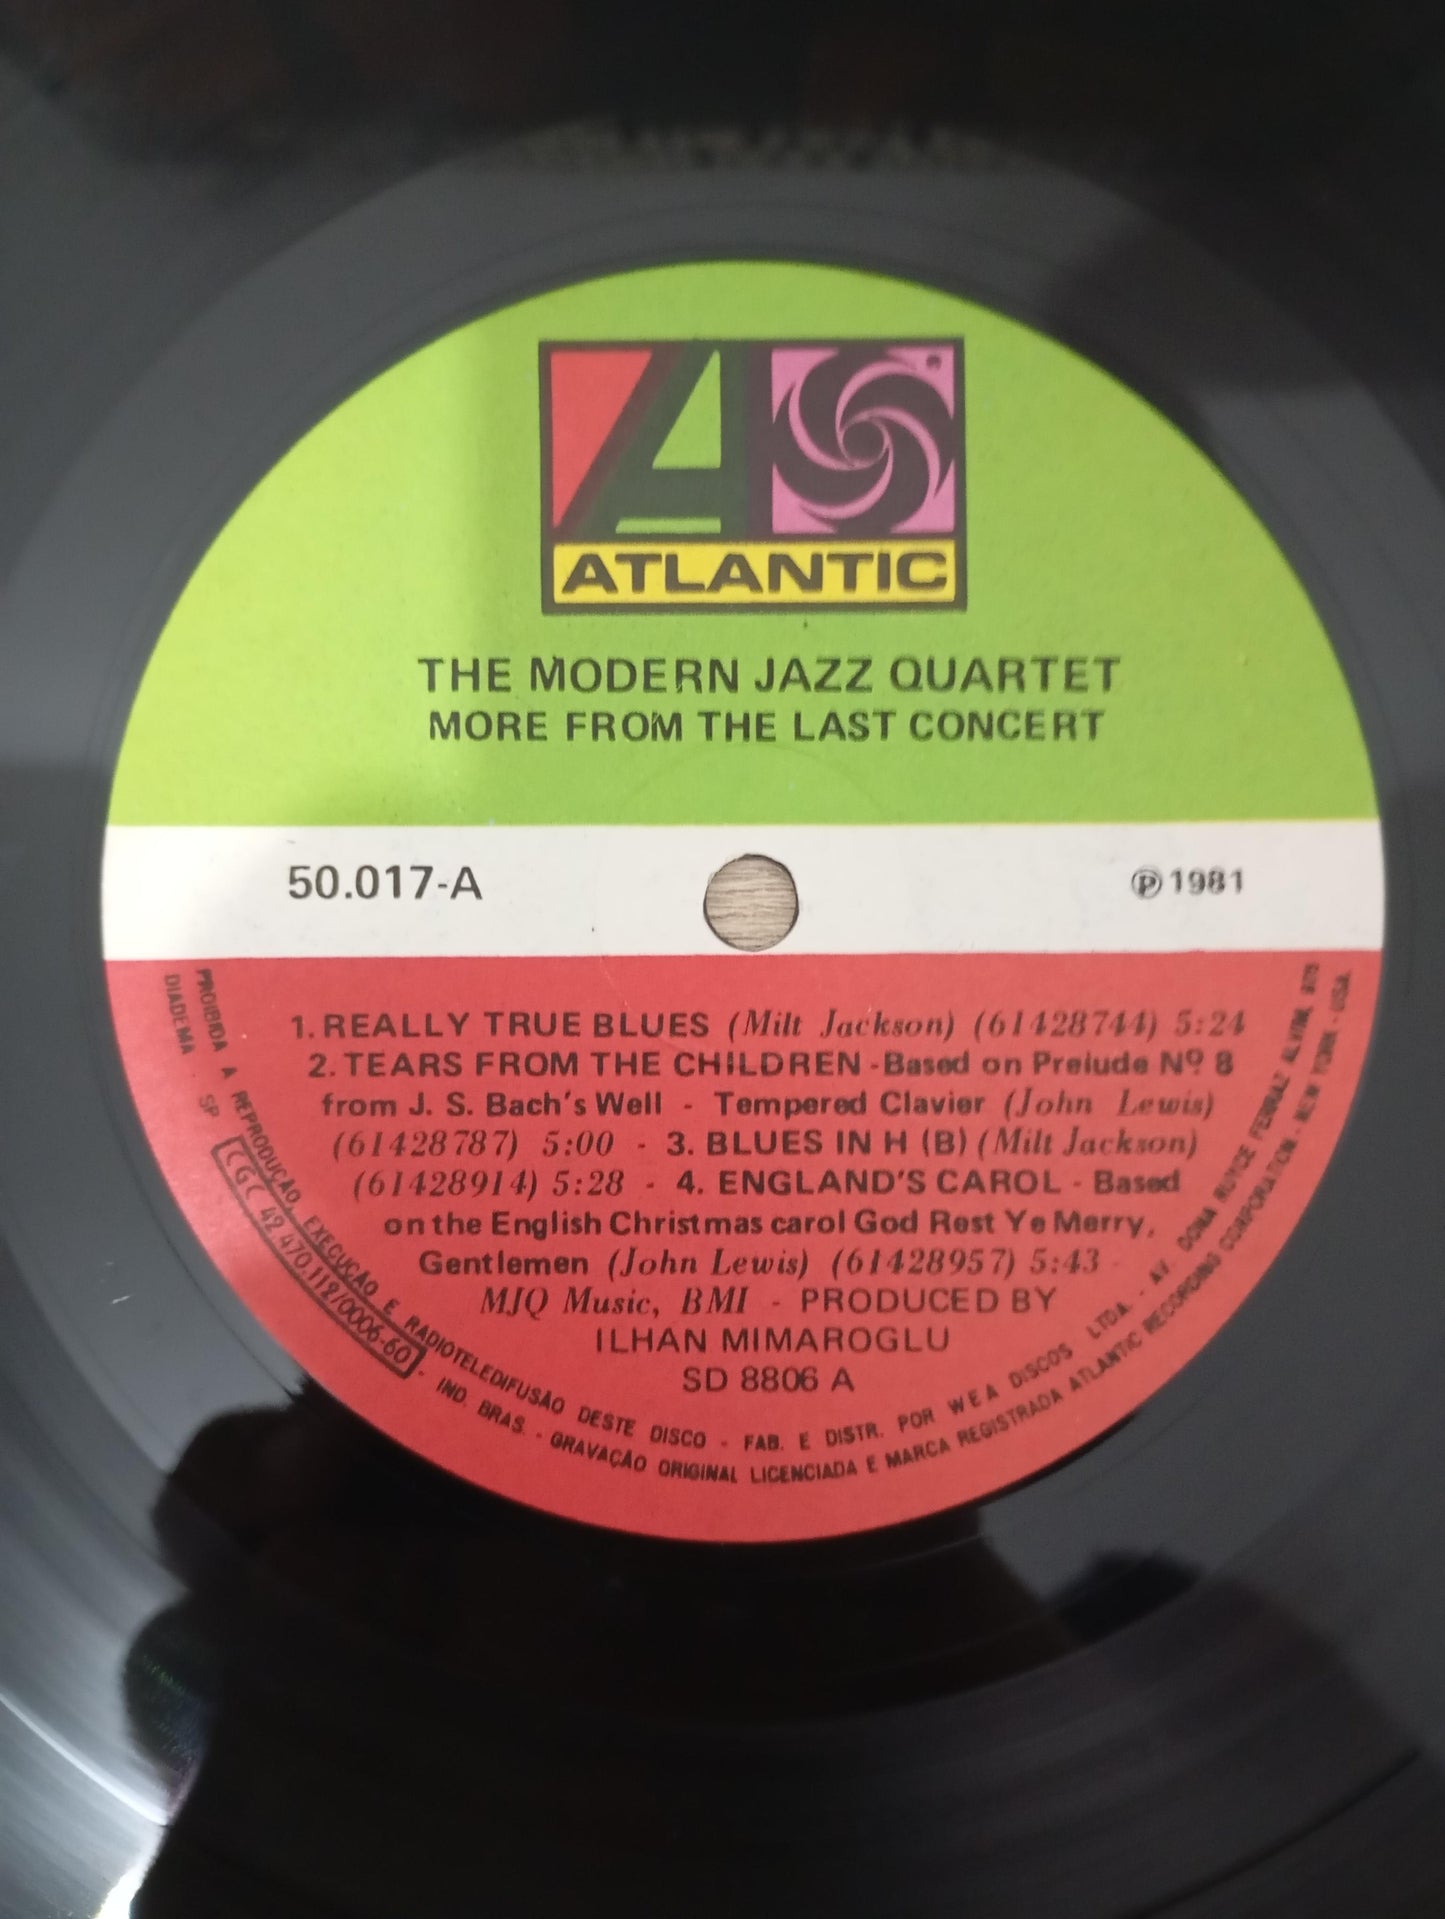 ATLANTIC
THE MODERN JAZZ QUARTET
MORE FROM THE LAST CONCERT
50.017-A
℗ 1981
1. REALLY TRUE BLUES (Milt Jackson) (61428744) 5:24
2. TEARS FROM THE CHILDREN - Based on Prelude Nº 8
from J. S. Bach's Well - Tempered Clavier (John Lewis)
(61428787) 5:00 - 3. BLUES IN H (B) (Milt Jackson)
(61428914) 5:28 - 4. ENGLAND'S CAROL - Based
on the English Christmas carol God Rest Ye Merry,
Gentlemen (John Lewis) (61428957) 5:43
MJQ Music, BMI - PRODUCED BY
ILHAN MIMAROGLU
SD 8806 A
PROIBIDA A REPRODUÇÃO, EXECUÇÃO E RADIOTELEDIFUSÃO DESTE DISCO - FAB. E DISTR. POR WEA DISCOS LTDA. - AV. DONA RUYCE FERRAZ ALVIM,
DIADEMA - SP CGC 42.470.112/0006-60 - IND. BRAS. - GRAVAÇÃO ORIGINAL LICENCIADA E MARCA REGISTRADA ATLANTIC RECORDING CORPORATION - NEW YORK - USA